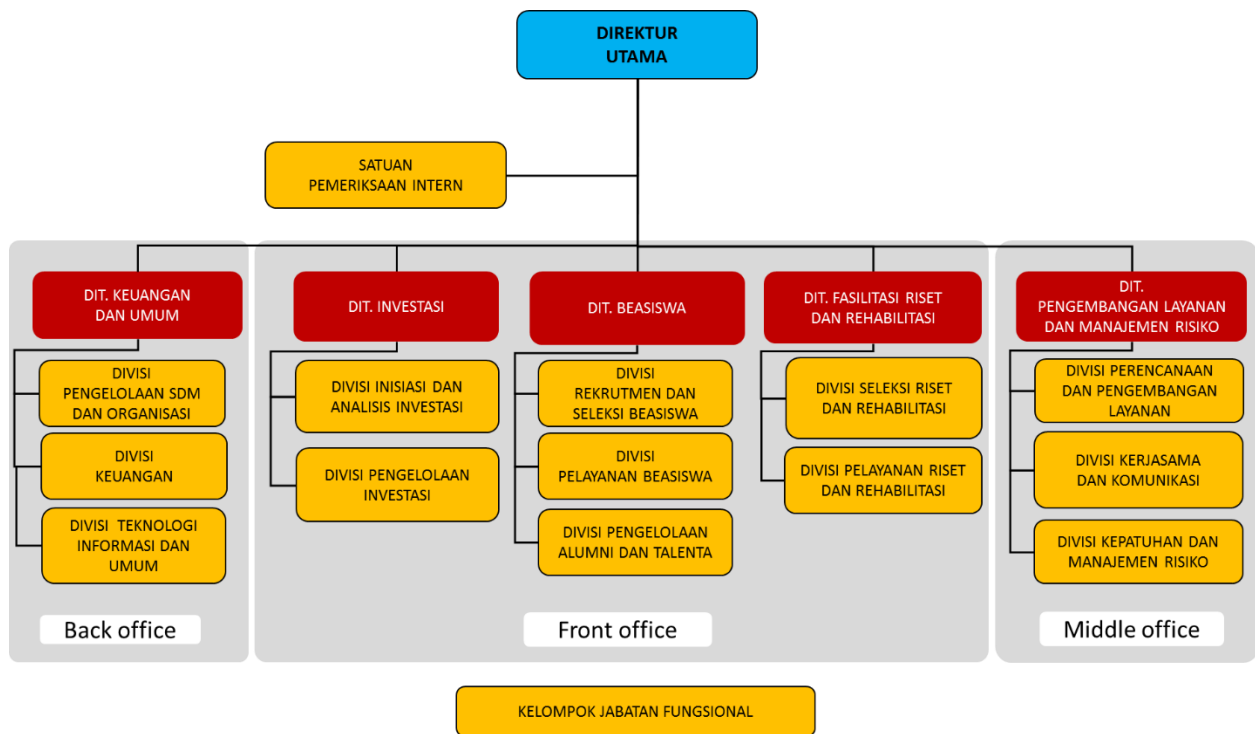 DIREKTUR
UTAMA
SATUAN
PEMERIKSAAN INTERN
DIT. KEUANGAN
DAN UMUM
DIVISI
PENGELOLAAN SDM
DAN ORGANISASI
DIVISI
KEUANGAN
DIVISI TEKNOLOGI
INFORMASI DAN
UMUM
Back office
DIT. INVESTASI
DIVISI INISIASI DAN
ANALISIS INVESTASI
DIVISI PENGELOLAAN
INVESTASI
DIT. BEASISWA
DIVISI
REKRUTMEN DAN
SELEKSI BEASISWA
DIVISI
PELAYANAN BEASISWA
DIVISI PENGELOLAAN
ALUMNI DAN TALENTA
DIT. FASILITASI RISET
DAN REHABILITASI
DIVISI SELEKSI RISET
DAN REHABILITASI
DIVISI PELAYANAN RISET
DAN REHABILITASI
Front office
DIT.
PENGEMBANGAN LAYANAN
DAN MANAJEMEN RISIKO
DIVISI PERENCANAAN
DAN PENGEMBANGAN
LAYANAN
DIVISI KERJASAMA
DAN KOMUNIKASI
DIVISI KEPATUHAN DAN
MANAJEMEN RISIKO
Middle office
KELOMPOK JABATAN FUNGSIONAL